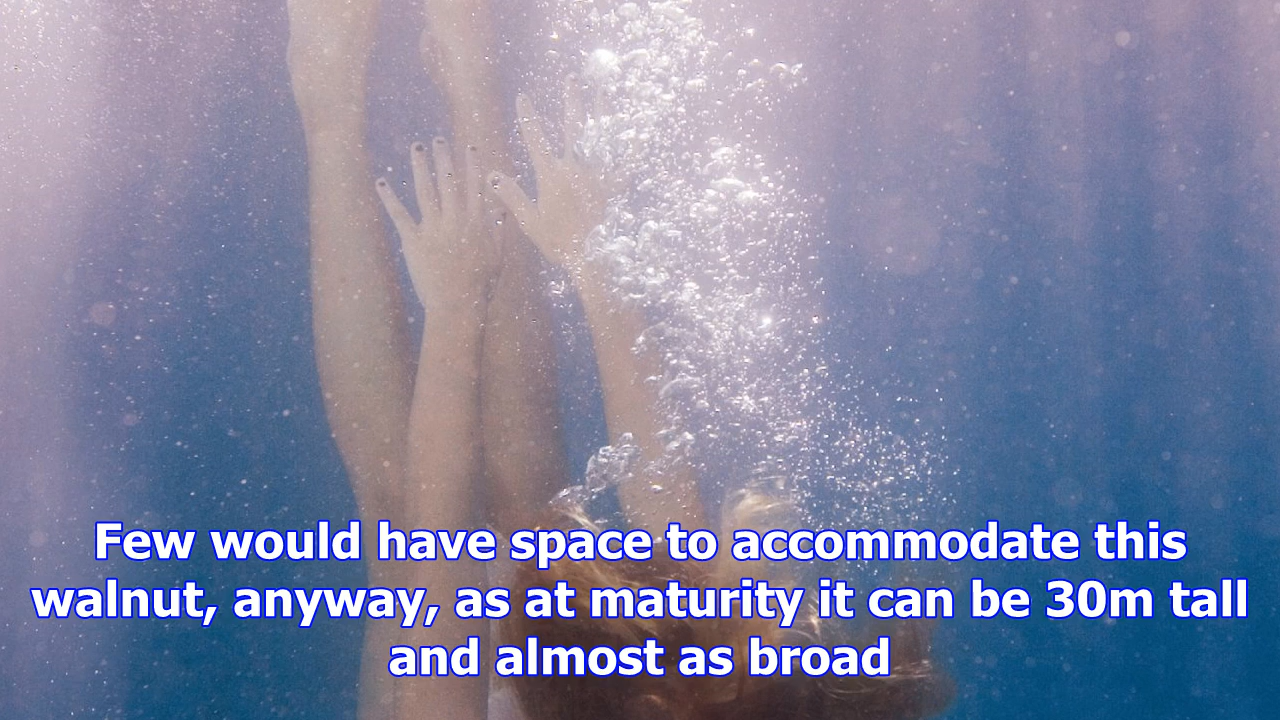 Few would have space to accommodate this
walnut, anyway, as at maturity it can be 30m tall
and almost as broad